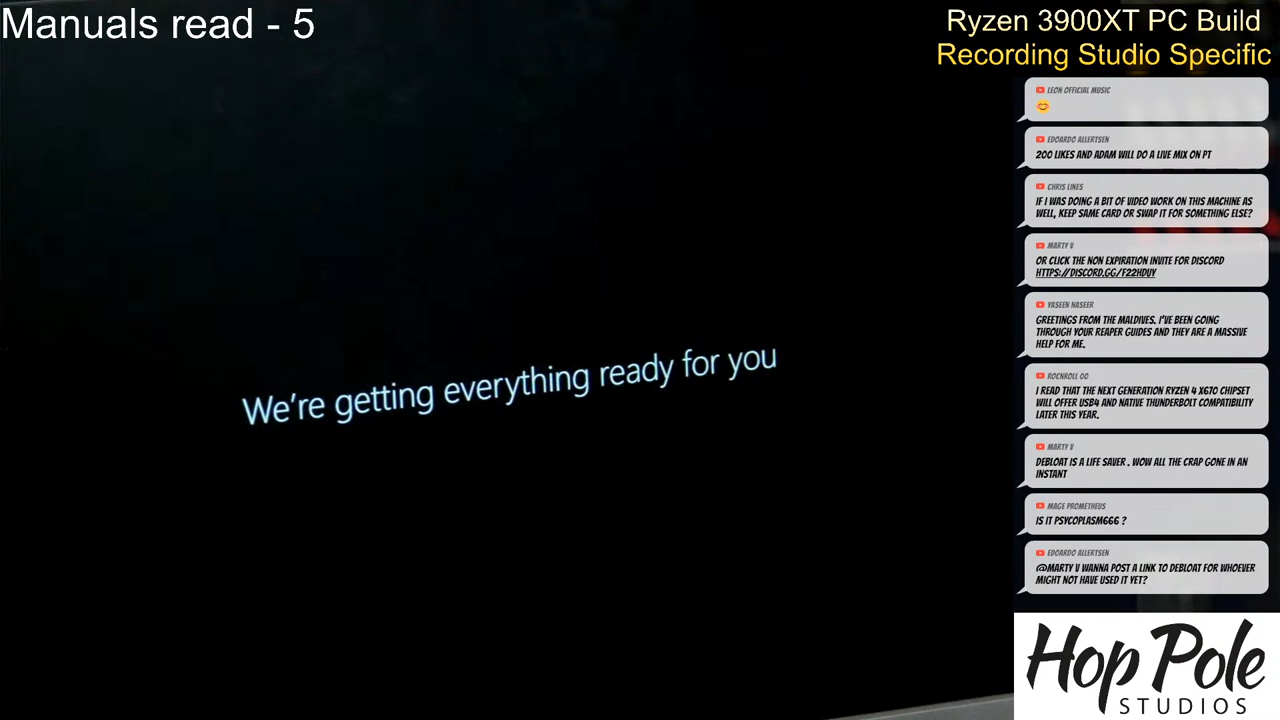 Manuals read - 5
Ryzen 3900XT PC Build
Recording Studio Specific
LEON OFFICIAL MUSIC
EDOARDO ALLERTSEN
200 LIKES AND ADAM WILL DO A LIVE MIX ON PT
CHRIS LINES
IF I WAS DOING A BIT OF VIDEO WORK ON THIS MACHINE AS
WELL, KEEP SAME CARD OR SWAP IT FOR SOMETHING ELSE?
MARTY V
OR CLICK THE NON EXPIRATION INVITE FOR DISCORD
HTTPS://DISCORD.GG/F22HDUY
YASEEN NASEER
GREETINGS FROM THE MALDIVES. I'VE BEEN GOING
THROUGH YOUR REAPER GUIDES AND THEY ARE A MASSIVE
HELP FOR ME.
ROCNROLL OO
I READ THAT THE NEXT GENERATION RYZEN 4 X670 CHIPSET
WILL OFFER USB4 AND NATIVE THUNDERBOLT COMPATIBILITY
LATER THIS YEAR.
MARTY V
DEBLOAT IS A LIFE SAVER . WOW ALL THE CRAP GONE IN AN
INSTANT
MAGE PROMETHEUS
IS IT PSYCOPLASM666 ?
EDOARDO ALLERTSEN
@MARTY V WANNA POST A LINK TO DEBLOAT FOR WHOEVER
MIGHT NOT HAVE USED IT YET?
We're getting everything ready for you
Hop Pole
STUDIOS